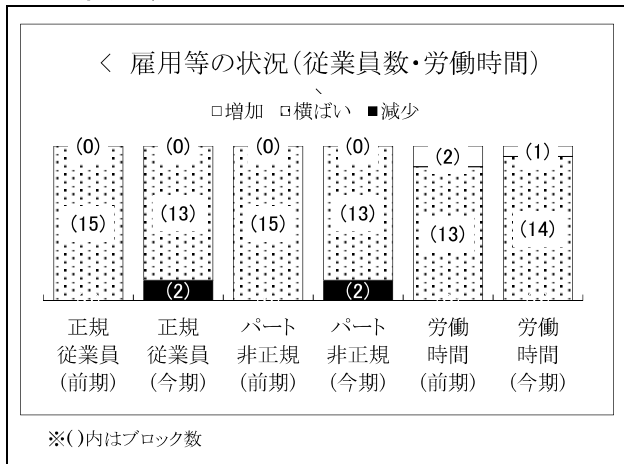 < 雇用等の状況(従業員数・労働時間)
□増加 □横ばい ■減少
(0) (0) (0) (0) (2) (1)
(15) (13) (15) (13) (13) (14)
(2) (2)
正規 正規 パート パート 労働 労働
従業員 従業員 非正規 非正規 時間 時間
(前期) (今期) (前期) (今期) (前期) (今期)
※( )内はブロック数